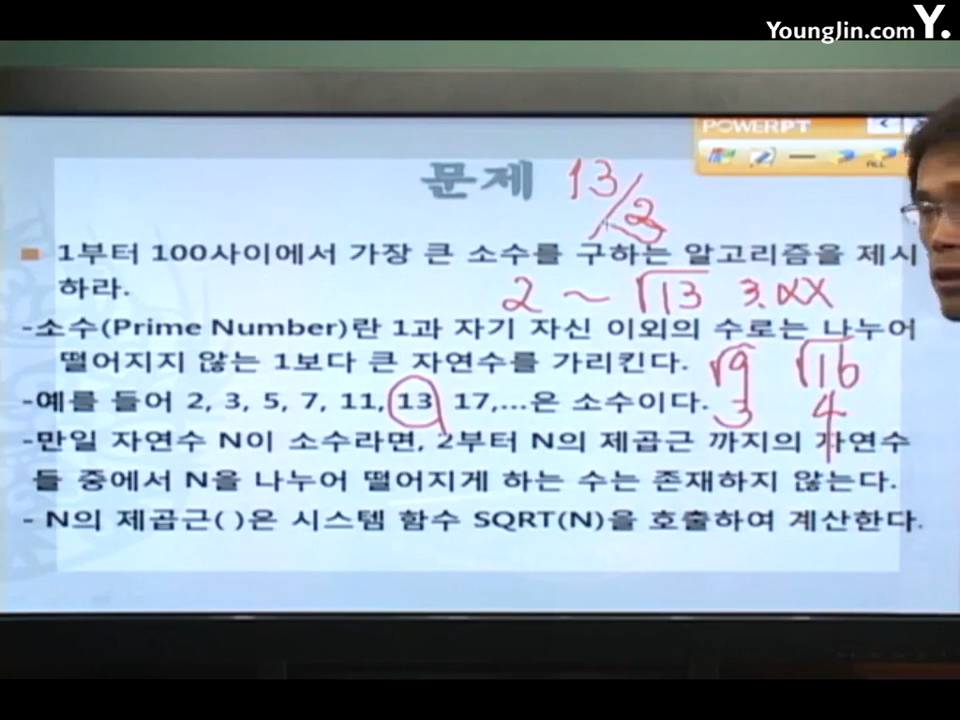 YoungJin.com Y.
POWERPT
ALL
문제 13/2
1부터 100사이에서 가장 큰 소수를 구하는 알고리즘을 제시
하라.
2 ~ √13 3.XX
-소수(Prime Number)란 1과 자기 자신 이외의 수로는 나누어
떨어지지 않는 1보다 큰 자연수를 가리킨다.
√9 √16
-예를 들어 2, 3, 5, 7, 11, 13, 17,...은 소수이다.
3 4
-만일 자연수 N이 소수라면, 2부터 N의 제곱근 까지의 자연수
들 중에서 N을 나누어 떨어지게 하는 수는 존재하지 않는다.
- N의 제곱근( )은 시스템 함수 SQRT(N)을 호출하여 계산한다.